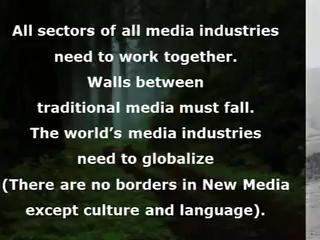 All sectors of all media industries
need to work together.
Walls between
traditional media must fall.
The world’s media industries
need to globalize
(There are no borders in New Media
except culture and language).